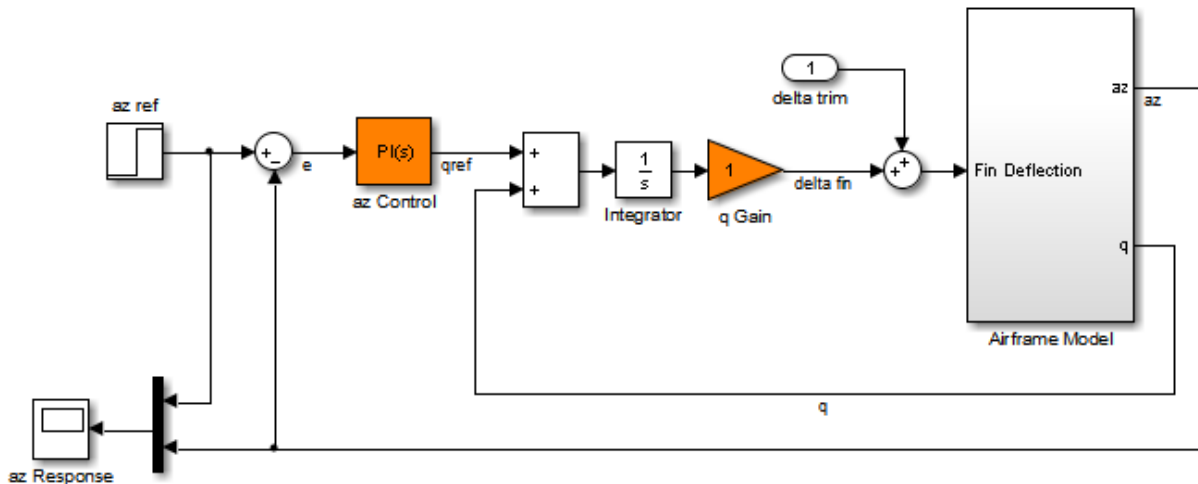 az ref
+
−
e
PI(s)
az Control
qref
+
+
1
s
Integrator
1
q Gain
delta fin
1
delta trim
+
+
Fin Deflection
az
q
Airframe Model
az
q
az Response